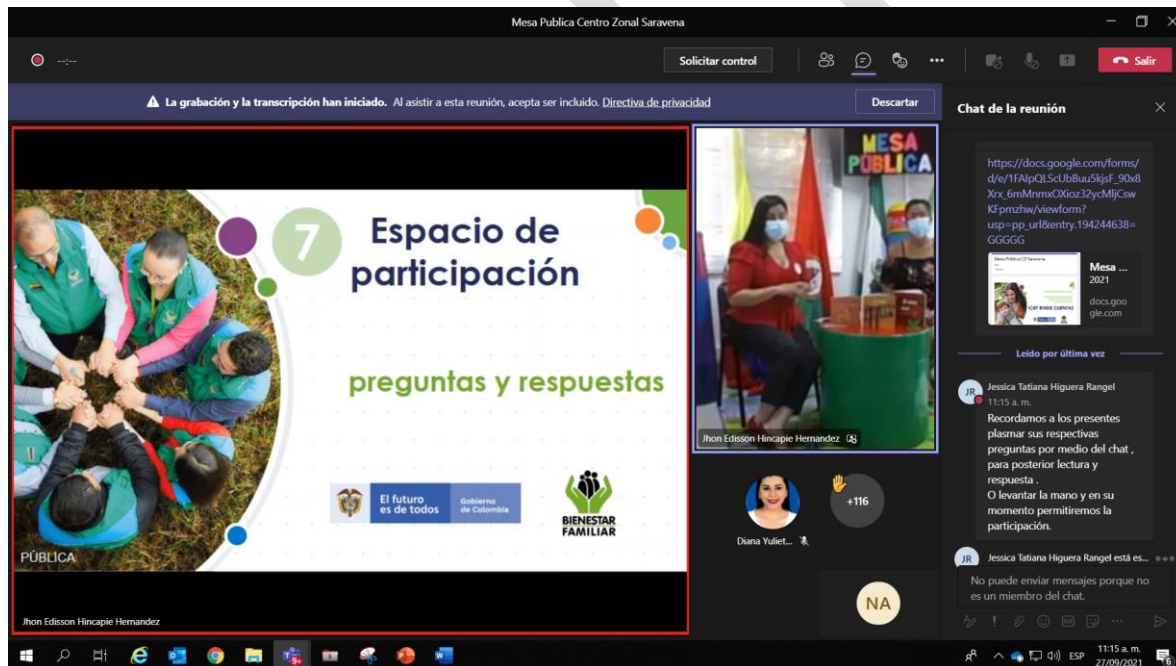 Mesa Publica Centro Zonal Saravena
--:--
Solicitar control
Salir
La grabación y la transcripción han iniciado. Al asistir a esta reunión, acepta ser incluido. Directiva de privacidad
Descartar
7
Espacio de
participación
preguntas y respuestas
El futuro
es de todos
Gobierno
de Colombia
BIENESTAR
FAMILIAR
PÚBLICA
Jhon Edisson Hincapie Hernandez
MESA
PÚBLICA
Jhon Edisson Hincapie Hernandez
Diana Yuliet...
+116
NA
Chat de la reunión
https://docs.google.com/forms/
d/e/1FAIpQLScUbBuu5kjsF_90x8
Xrx_6mMnmxOXioz32ycMljCsw
KFpmzhw/viewform?
usp=pp_url&entry.194244638=
GGGGG
ICBF RINDE CUENTAS
Mesa ...
2021
docs.goo
gle.com
Leído por última vez
JR
Jessica Tatiana Higuera Rangel
11:15 a. m.
Recordamos a los presentes
plasmar sus respectivas
preguntas por medio del chat ,
para posterior lectura y
respuesta .
O levantar la mano y en su
momento permitiremos la
participación.
JR
Jessica Tatiana Higuera Rangel está es...
No puede enviar mensajes porque no
es un miembro del chat.
9+
ESP
11:15 a. m.
27/09/2021